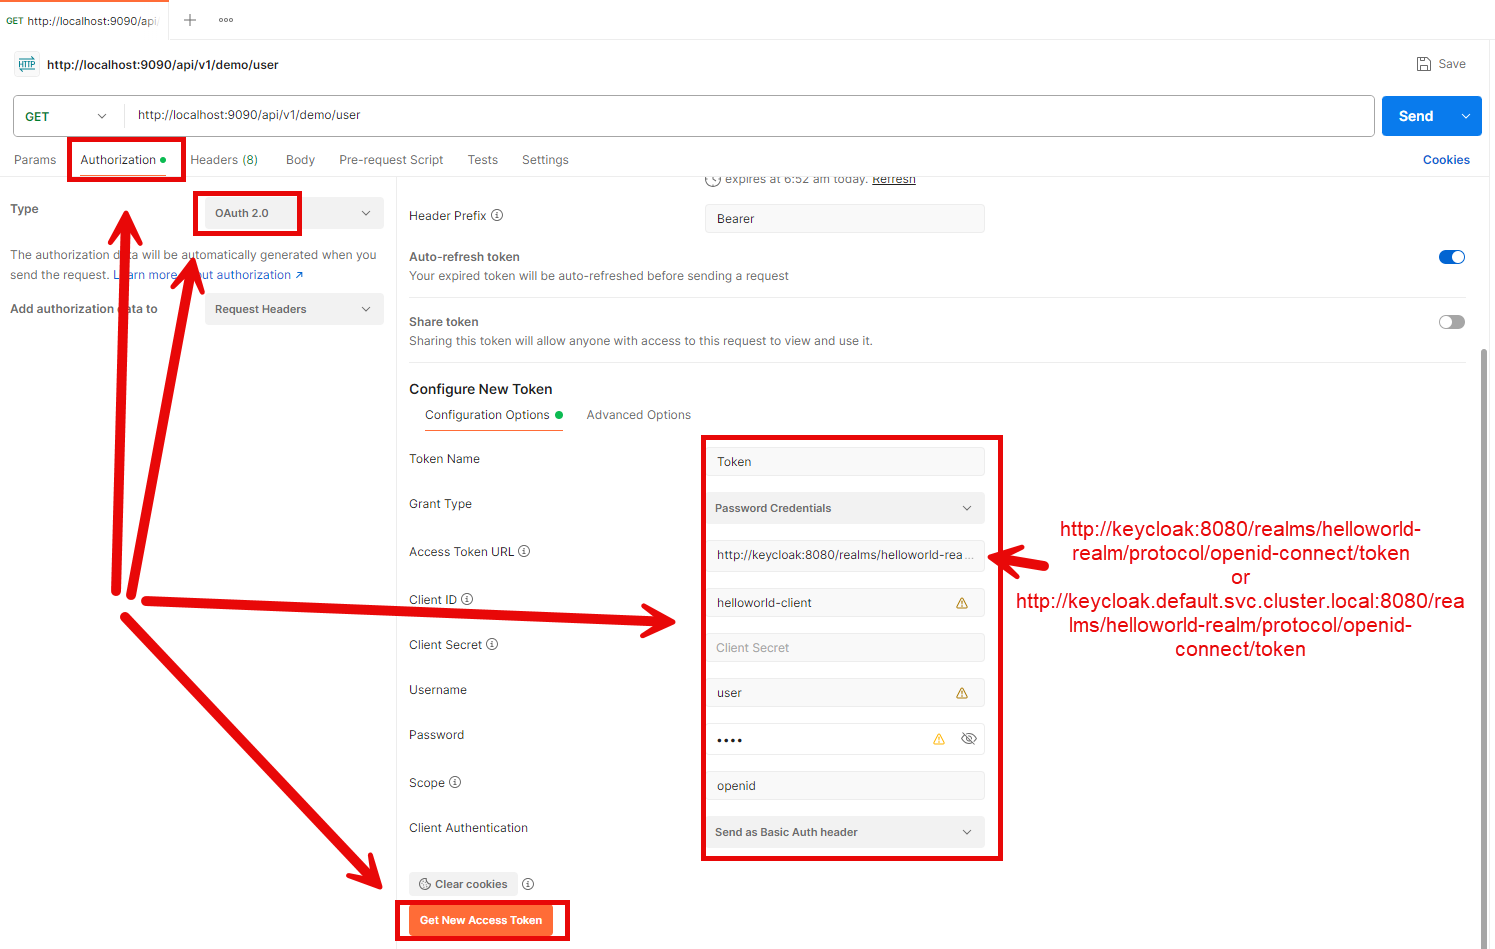 GET http://localhost:9090/api/
http://localhost:9090/api/v1/demo/user
Save
GET http://localhost:9090/api/v1/demo/user
Send
Params Authorization Headers (8) Body Pre-request Script Tests Settings
Cookies
Type
OAuth 2.0
The authorization data will be automatically generated when you
send the request. Learn more about authorization ↗
Add authorization data to
Request Headers
expires at 6:52 am today. Refresh
Header Prefix
Bearer
Auto-refresh token
Your expired token will be auto-refreshed before sending a request
Share token
Sharing this token will allow anyone with access to this request to view and use it.
Configure New Token
Configuration Options Advanced Options
Token Name
Token
Grant Type
Password Credentials
Access Token URL
http://keycloak:8080/realms/helloworld-rea...
Client ID
helloworld-client
Client Secret
Client Secret
Username
user
Password
••••
Scope
openid
Client Authentication
Send as Basic Auth header
Clear cookies
Get New Access Token
http://keycloak:8080/realms/helloworld-
realm/protocol/openid-connect/token
or
http://keycloak.default.svc.cluster.local:8080/rea
lms/helloworld-realm/protocol/openid-
connect/token